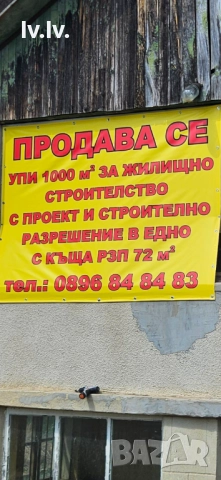 lv.lv.
ПРОДАВА СЕ
УПИ 1000 м² ЗА ЖИЛИЩНО
СТРОИТЕЛСТВО
С ПРОЕКТ И СТРОИТЕЛНО
РАЗРЕШЕНИЕ В ЕДНО
С КЪЩА РЗП 72 м²
тел.: 0896 84 84 83
BAZAR
bg